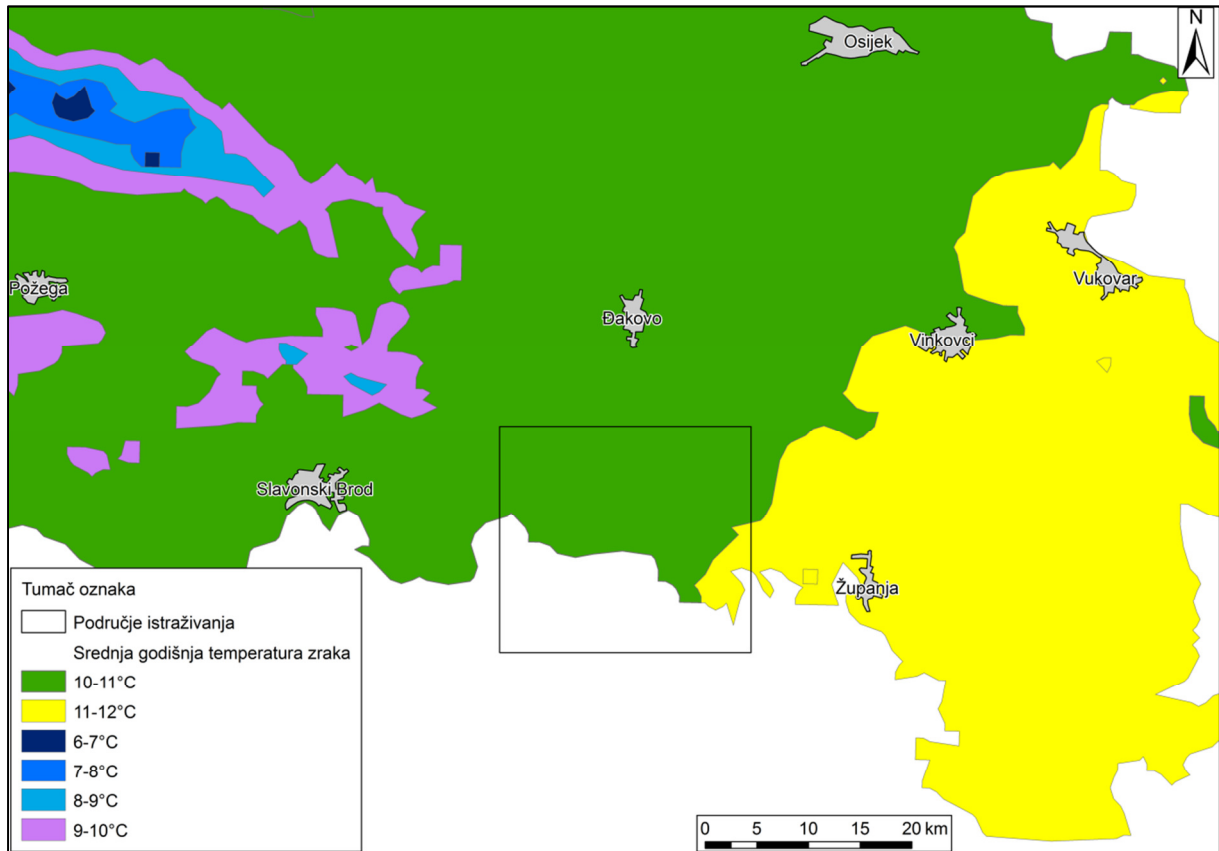 N
Osijek
Požega
Đakovo
Vukovar
Vinkovci
Slavonski Brod
Županja
Tumač oznaka
Područje istraživanja
Srednja godišnja temperatura zraka
10-11°C
11-12°C
6-7°C
7-8°C
8-9°C
9-10°C
0 5 10 15 20 km